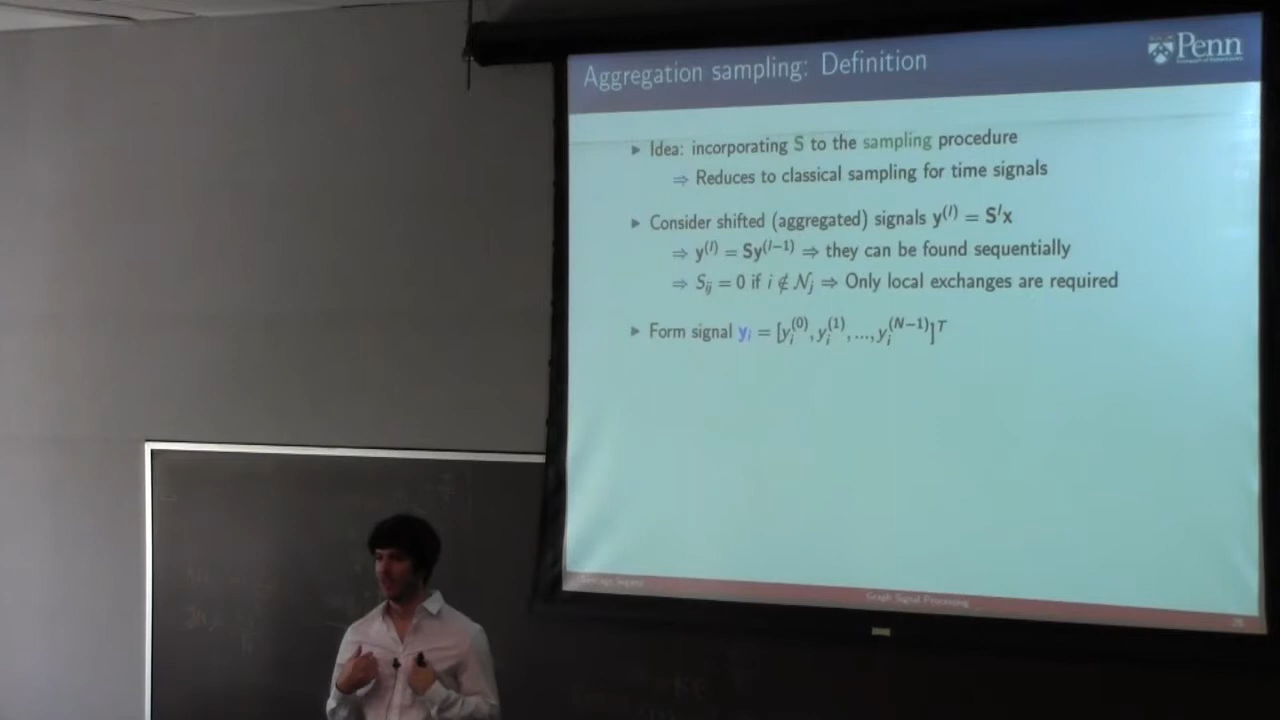 Aggregation sampling: Definition
Penn
▶ Idea: incorporating S to the sampling procedure
⇒ Reduces to classical sampling for time signals
▶ Consider shifted (aggregated) signals y^(l) = S^l x
⇒ y^(l) = Sy^(l−1) ⇒ they can be found sequentially
⇒ S_ij = 0 if i ∉ N_j ⇒ Only local exchanges are required
▶ Form signal y_i = [y_i^(0), y_i^(1), ..., y_i^(N−1)]^T
Graph Signal Processing